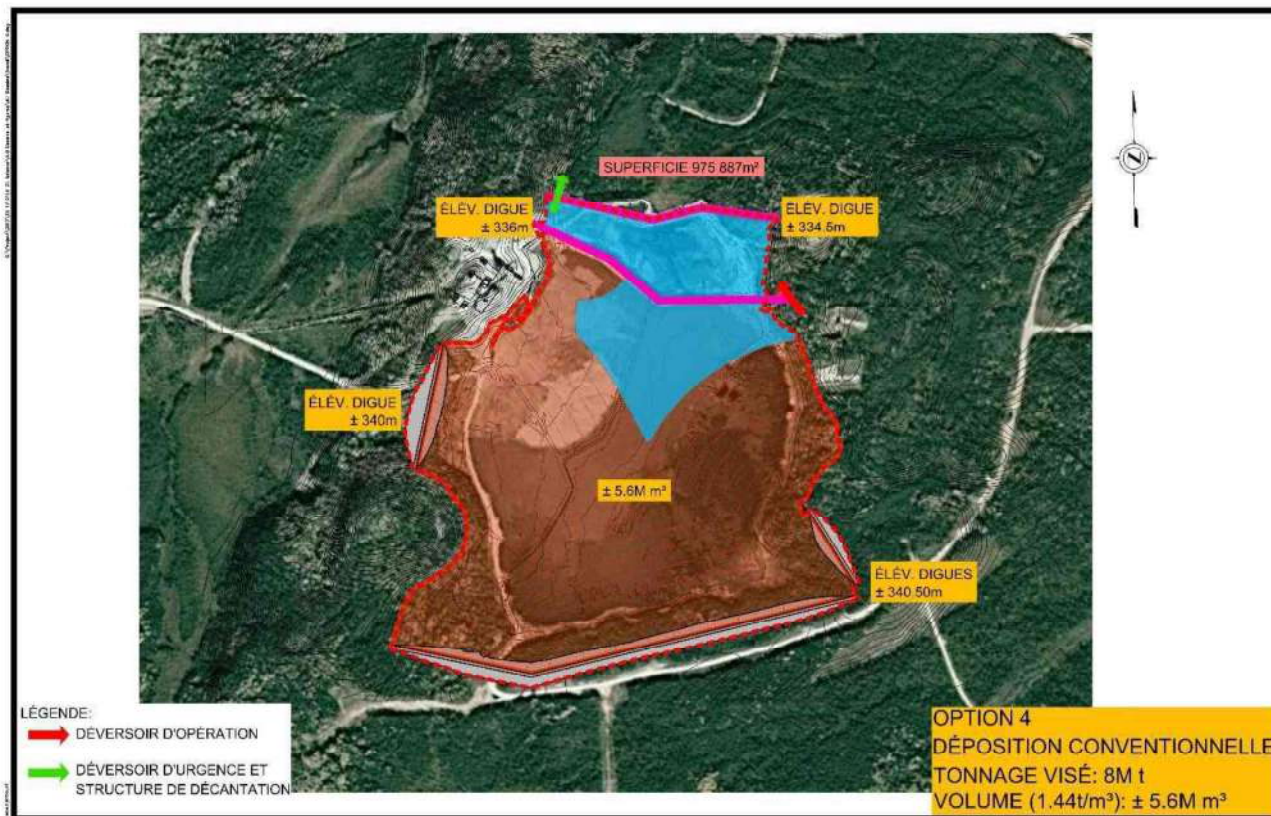 SUPERFICIE 975 887m²
ÉLÉV. DIGUE
± 336m
ÉLÉV. DIGUE
± 334.5m
ÉLÉV. DIGUE
± 340m
± 5.6M m³
ÉLÉV. DIGUES
± 340.50m
LÉGENDE:
DÉVERSOIR D'OPÉRATION
DÉVERSOIR D'URGENCE ET
STRUCTURE DE DÉCANTATION
OPTION 4
DÉPOSITION CONVENTIONNELLE
TONNAGE VISÉ: 8M t
VOLUME (1.44t/m³): ± 5.6M m³